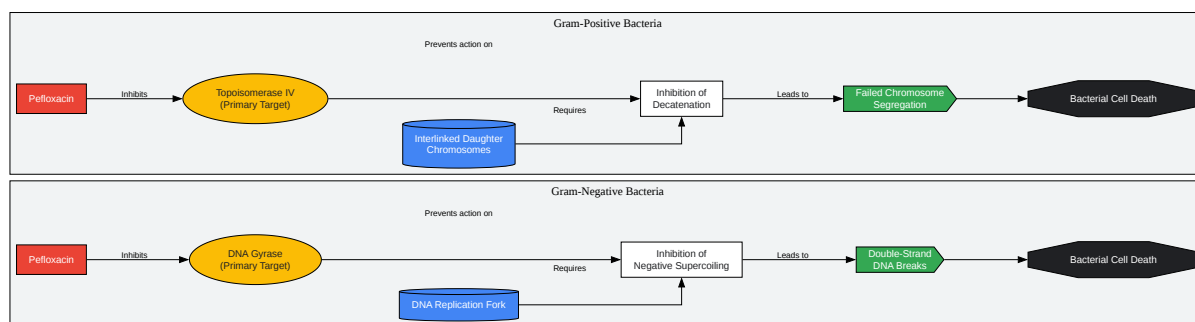 Gram-Positive Bacteria
Prevents action on
Pefloxacin
Inhibits
Topoisomerase IV
(Primary Target)
Requires
Interlinked Daughter
Chromosomes
Inhibition of
Decatenation
Leads to
Failed Chromosome
Segregation
Bacterial Cell Death
Gram-Negative Bacteria
Prevents action on
Pefloxacin
Inhibits
DNA Gyrase
(Primary Target)
Requires
DNA Replication Fork
Inhibition of
Negative Supercoiling
Leads to
Double-Strand
DNA Breaks
Bacterial Cell Death